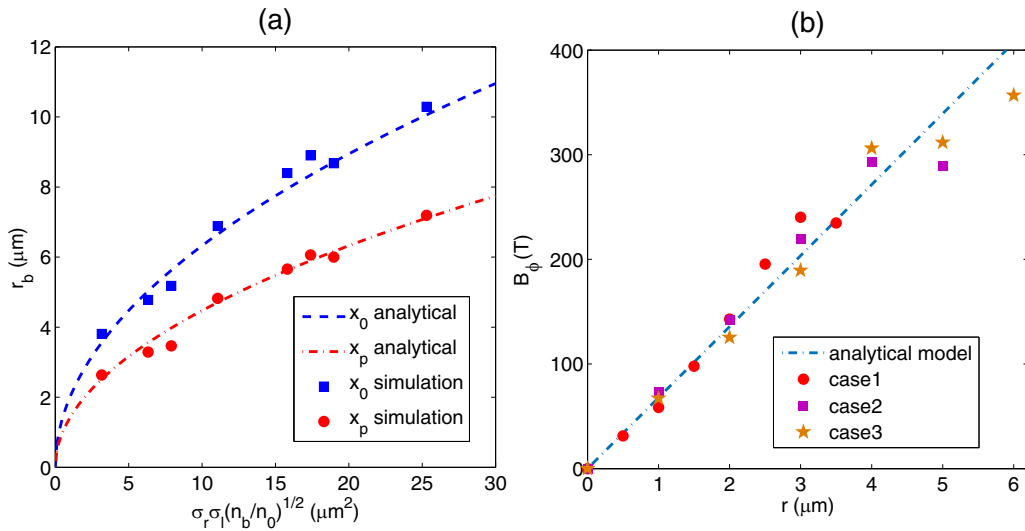 (a)
12
10
8
6
4
2
0
r_b (μm)
0 5 10 15 20 25 30
σ_rσ_l(n_b/n_0)^{1/2} (μm^2)
x_0 analytical
x_p analytical
x_0 simulation
x_p simulation
(b)
400
300
200
100
0
B_ϕ(T)
0 1 2 3 4 5 6
r (μm)
analytical model
case1
case2
case3